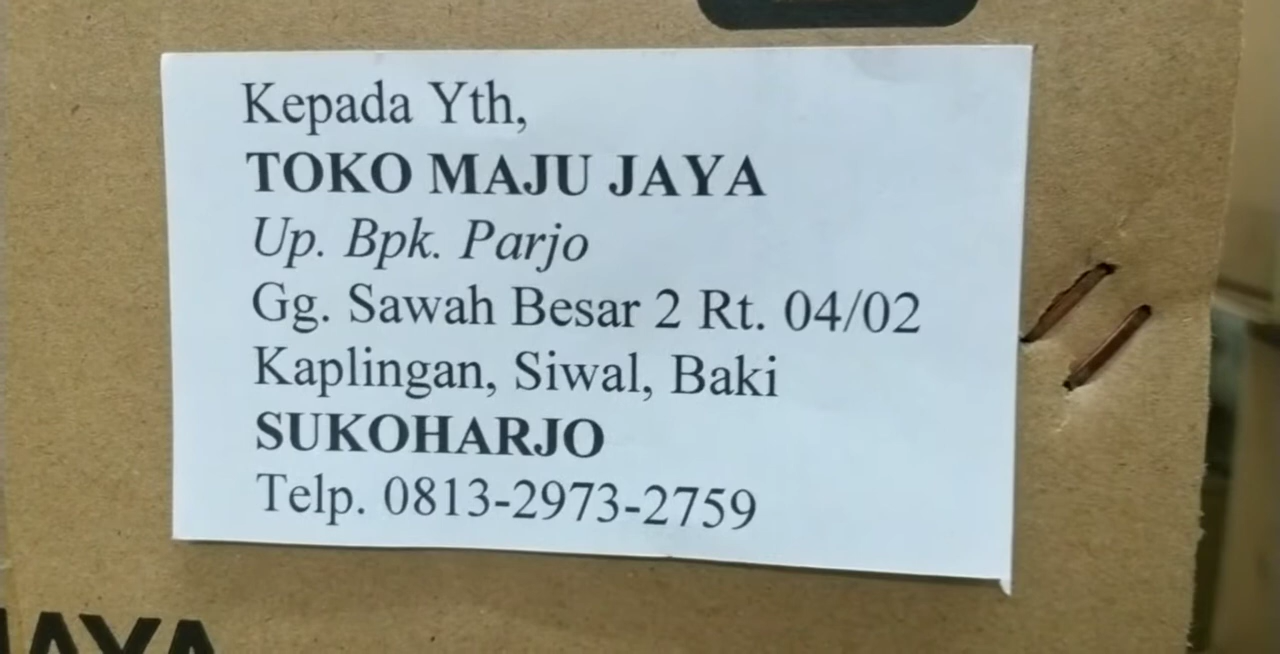 Kepada Yth,
TOKO MAJU JAYA
Up. Bpk. Parjo
Gg. Sawah Besar 2 Rt. 04/02
Kaplingan, Siwal, Baki
SUKOHARJO
Telp. 0813-2973-2759
JAYA